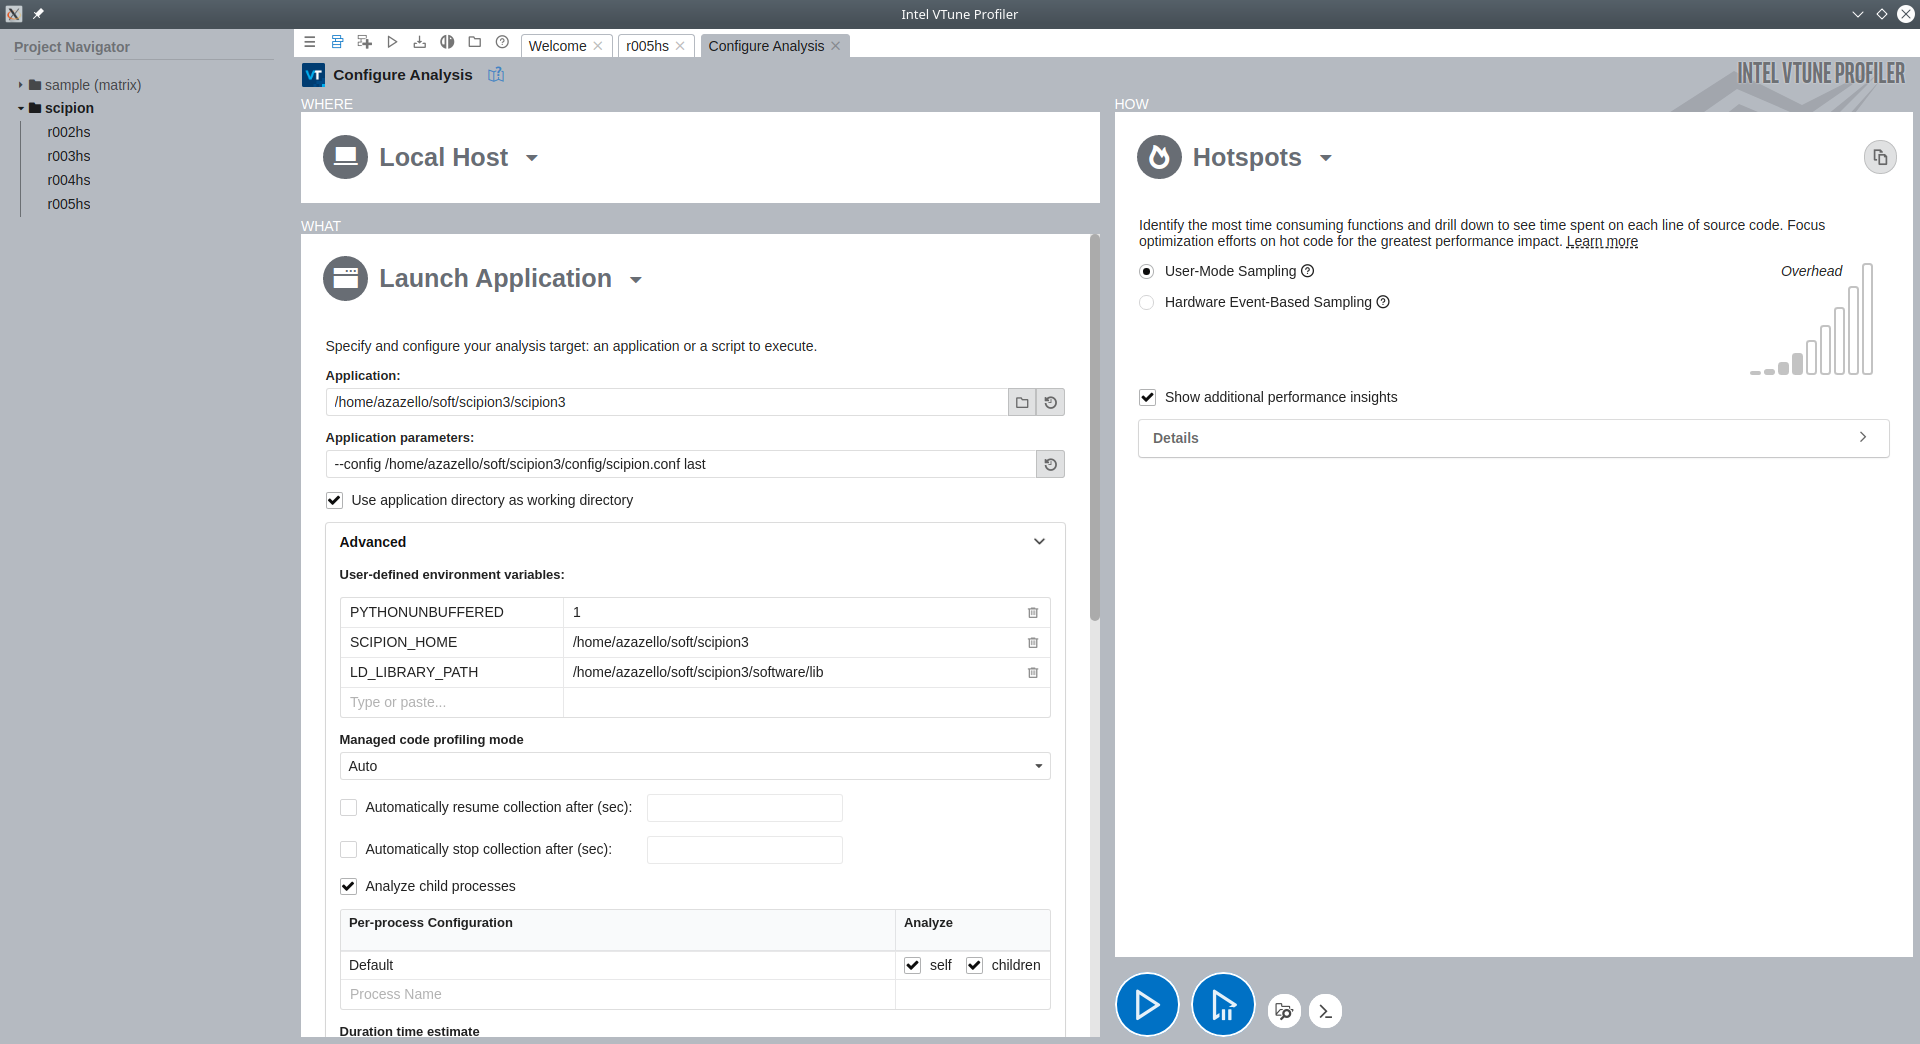 Intel VTune Profiler
Project Navigator
sample (matrix)
scipion
r002hs
r003hs
r004hs
r005hs
Welcome
r005hs
Configure Analysis
VT
Configure Analysis
INTEL VTUNE PROFILER
WHERE
Local Host
WHAT
Launch Application
Specify and configure your analysis target: an application or a script to execute.
Application:
/home/azazello/soft/scipion3/scipion3
Application parameters:
--config /home/azazello/soft/scipion3/config/scipion.conf last
Use application directory as working directory
Advanced
User-defined environment variables:
PYTHONUNBUFFERED 1
SCIPION_HOME /home/azazello/soft/scipion3
LD_LIBRARY_PATH /home/azazello/soft/scipion3/software/lib
Type or paste...
Managed code profiling mode
Auto
Automatically resume collection after (sec):
Automatically stop collection after (sec):
Analyze child processes
Per-process Configuration Analyze
Default self children
Process Name
Duration time estimate
HOW
Hotspots
Identify the most time consuming functions and drill down to see time spent on each line of source code. Focus
optimization efforts on hot code for the greatest performance impact. Learn more
User-Mode Sampling
Overhead
Hardware Event-Based Sampling
Show additional performance insights
Details